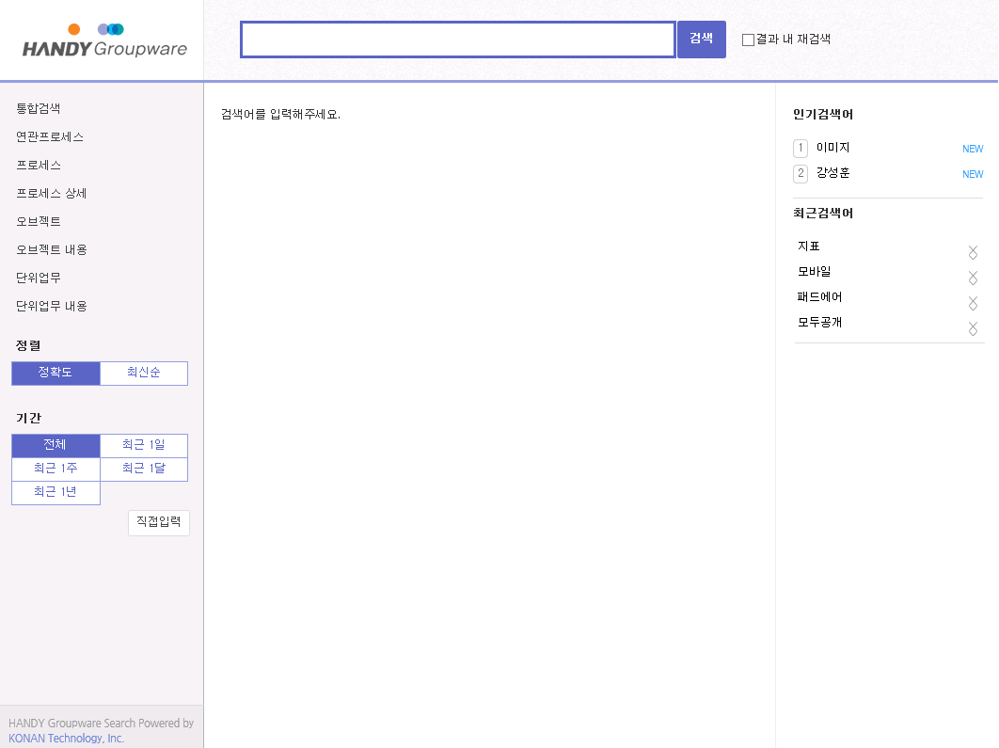 HANDY Groupware
검색
결과 내 재검색
통합검색
연관프로세스
프로세스
프로세스 상세
오브젝트
오브젝트 내용
단위업무
단위업무 내용
정렬
정확도 최신순
기간
전체 최근 1일
최근 1주 최근 1달
최근 1년
직접입력
HANDY Groupware Search Powered by
KONAN Technology, Inc.
검색어를 입력해주세요.
인기검색어
1 이미지 NEW
2 강성훈 NEW
최근검색어
지표
모바일
패드에어
모두공개